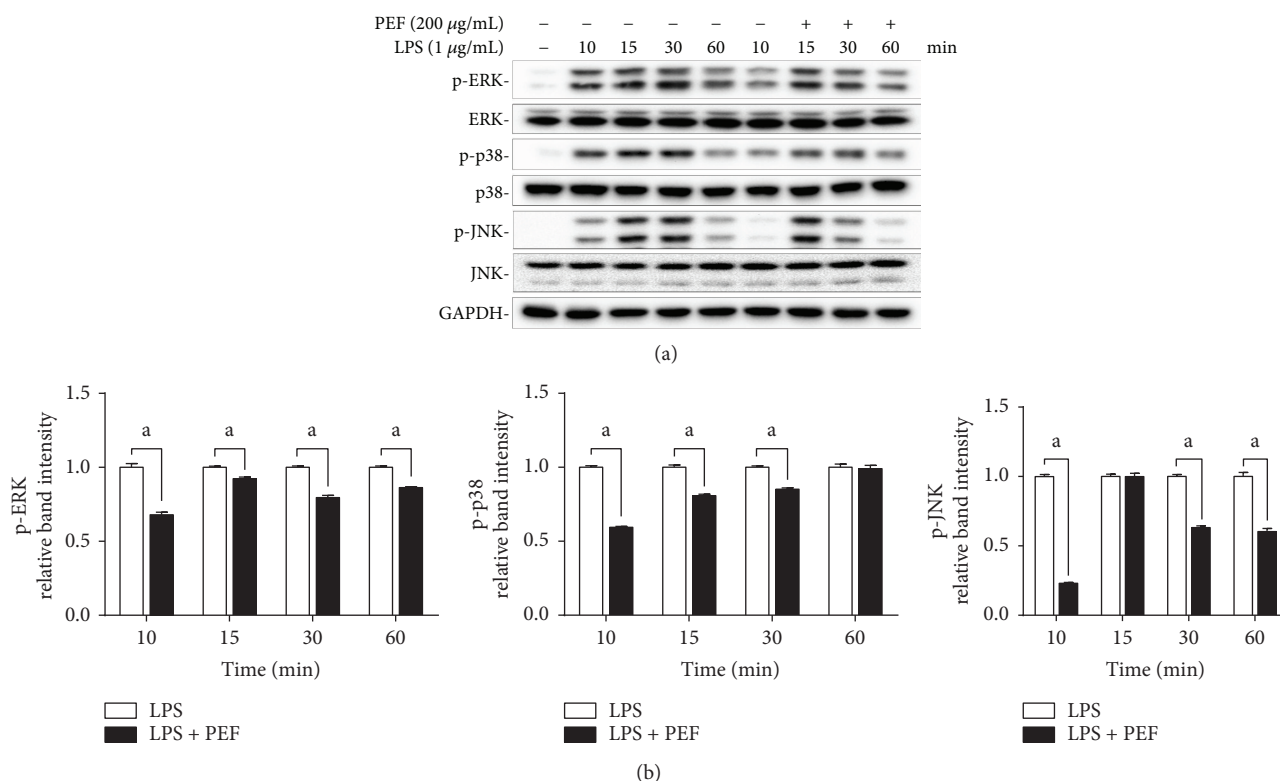 PEF (200 μg/mL) – – – – – – + + +
LPS (1 μg/mL) – 10 15 30 60 10 15 30 60 min
p-ERK-
ERK-
p-p38-
p38-
p-JNK-
JNK-
GAPDH-
(a)
p-ERK
relative band intensity
1.5
1.0
0.5
0.0
a a a a
10 15 30 60
Time (min)
LPS
LPS + PEF
p-p38
relative band intensity
1.5
1.0
0.5
0.0
a a a
10 15 30 60
Time (min)
LPS
LPS + PEF
p-JNK
relative band intensity
1.5
1.0
0.5
0.0
a a a
10 15 30 60
Time (min)
LPS
LPS + PEF
(b)